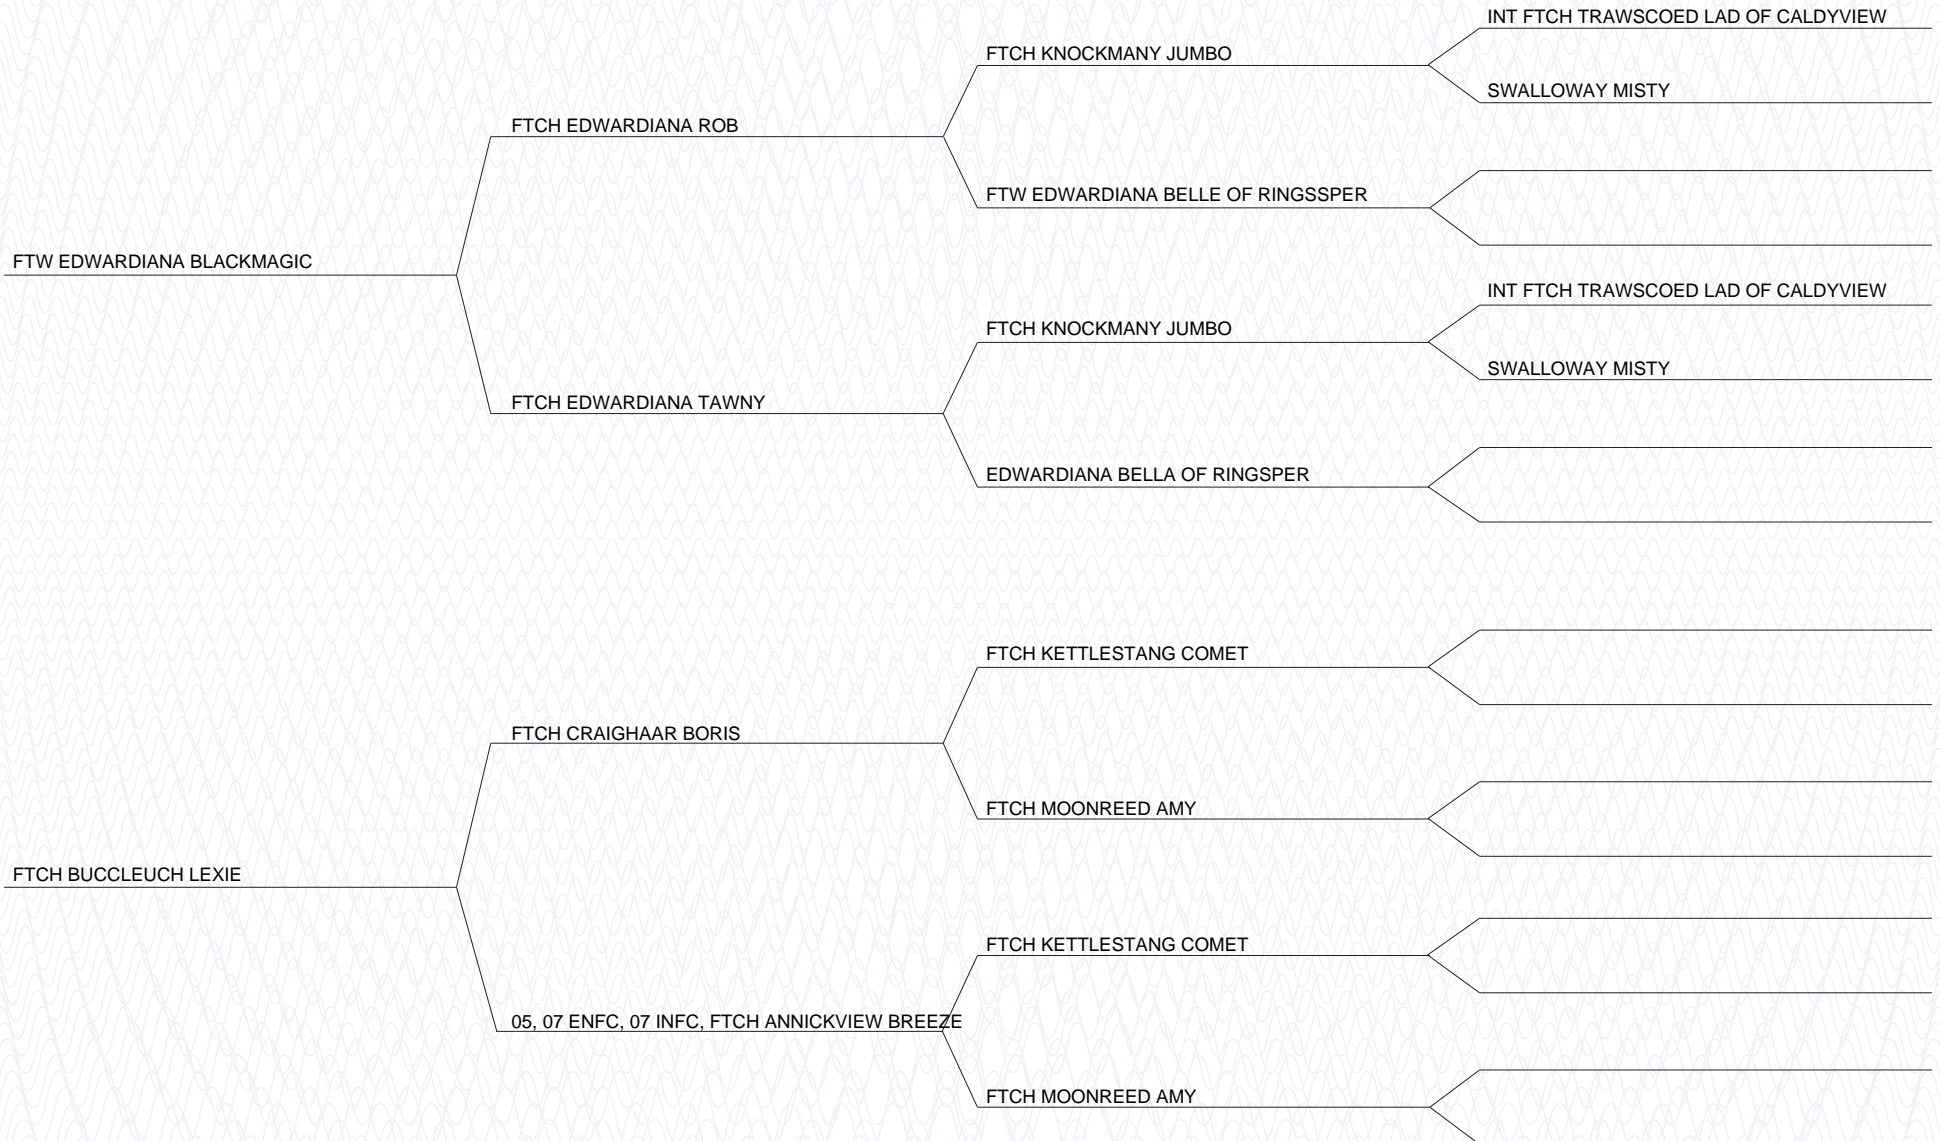 INT FTCH TRAWSCOED LAD OF CALDYVIEW
FTCH KNOCKMANY JUMBO
SWALLOWAY MISTY
FTCH EDWARDIANA ROB
FTW EDWARDIANA BELLE OF RINGSSPER
FTW EDWARDIANA BLACKMAGIC
INT FTCH TRAWSCOED LAD OF CALDYVIEW
FTCH KNOCKMANY JUMBO
SWALLOWAY MISTY
FTCH EDWARDIANA TAWNY
EDWARDIANA BELLA OF RINGSPER
FTCH KETTLESTANG COMET
FTCH CRAIGHAAR BORIS
FTCH MOONREED AMY
FTCH BUCCLEUCH LEXIE
FTCH KETTLESTANG COMET
05, 07 ENFC, 07 INFC, FTCH ANNICKVIEW BREEZE
FTCH MOONREED AMY